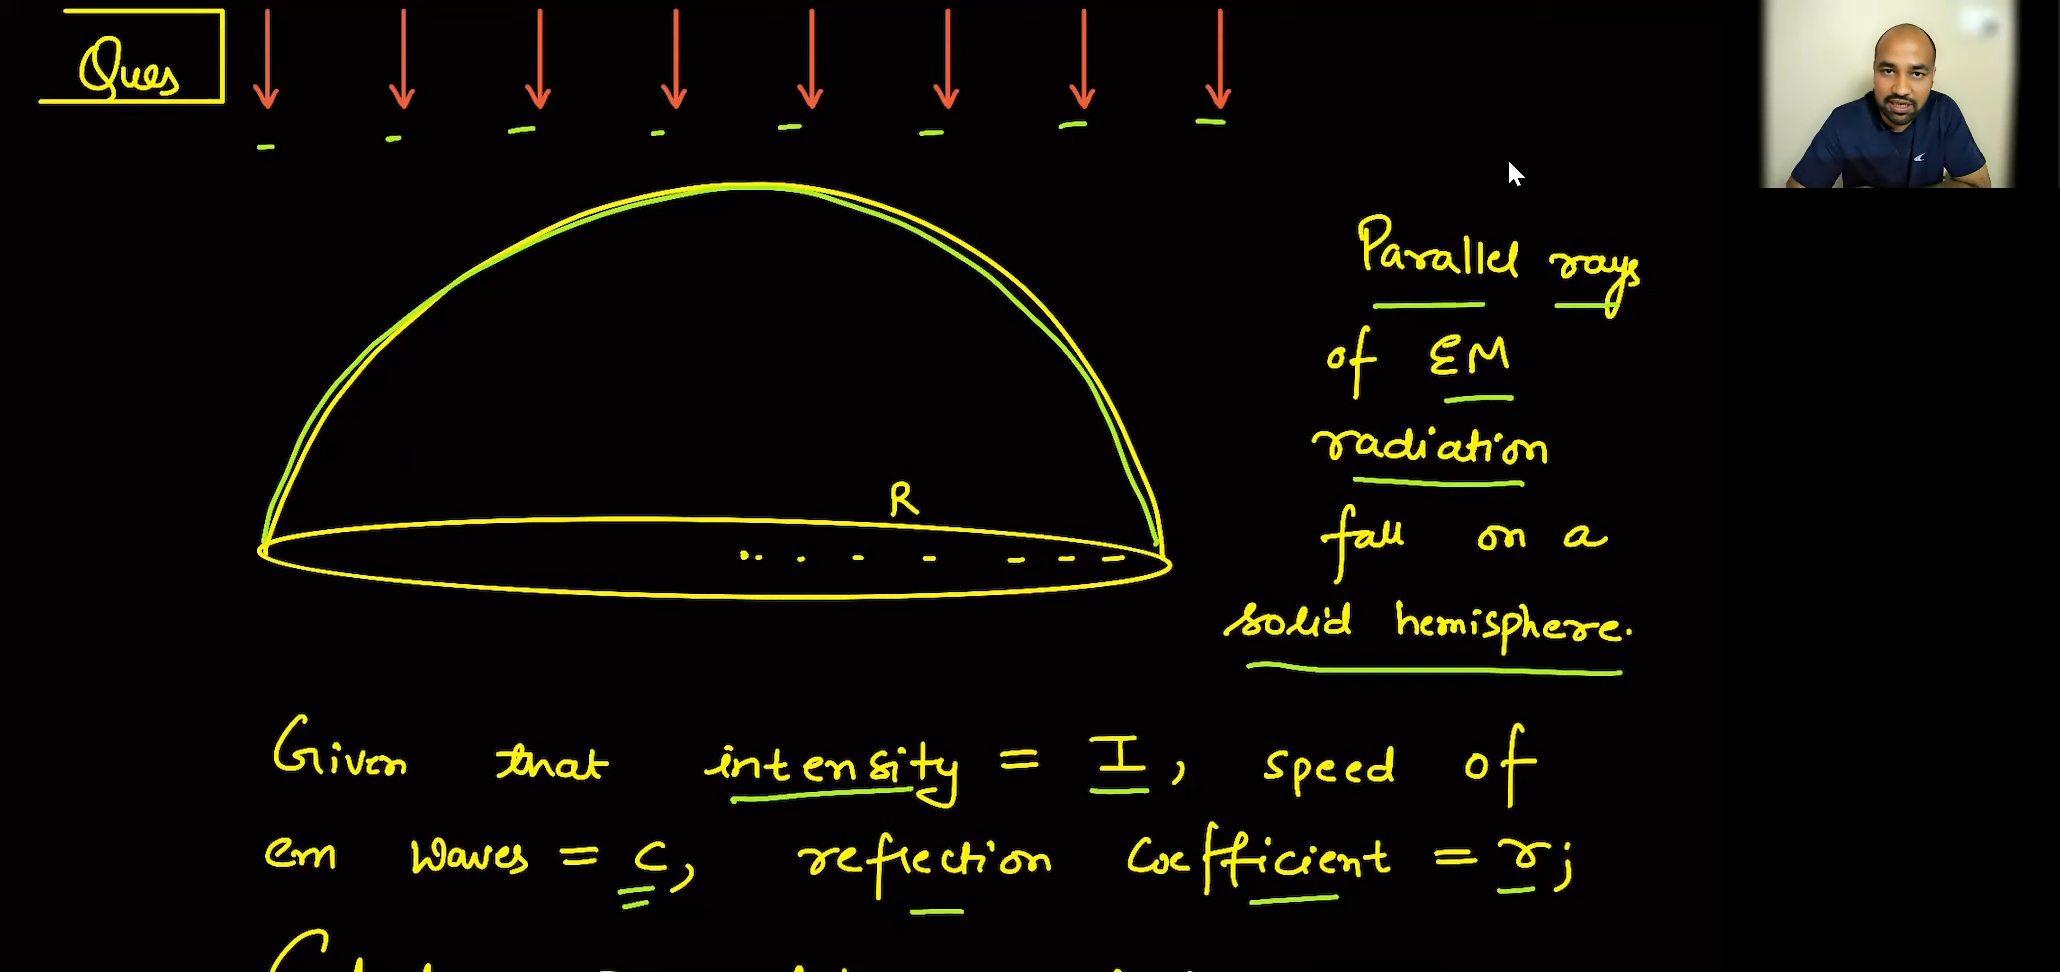 Ques
R
Parallel rays
of EM
radiation
fall on a
solid hemisphere.
Given that intensity = I, speed of
em waves = c, reflection coefficient = r;